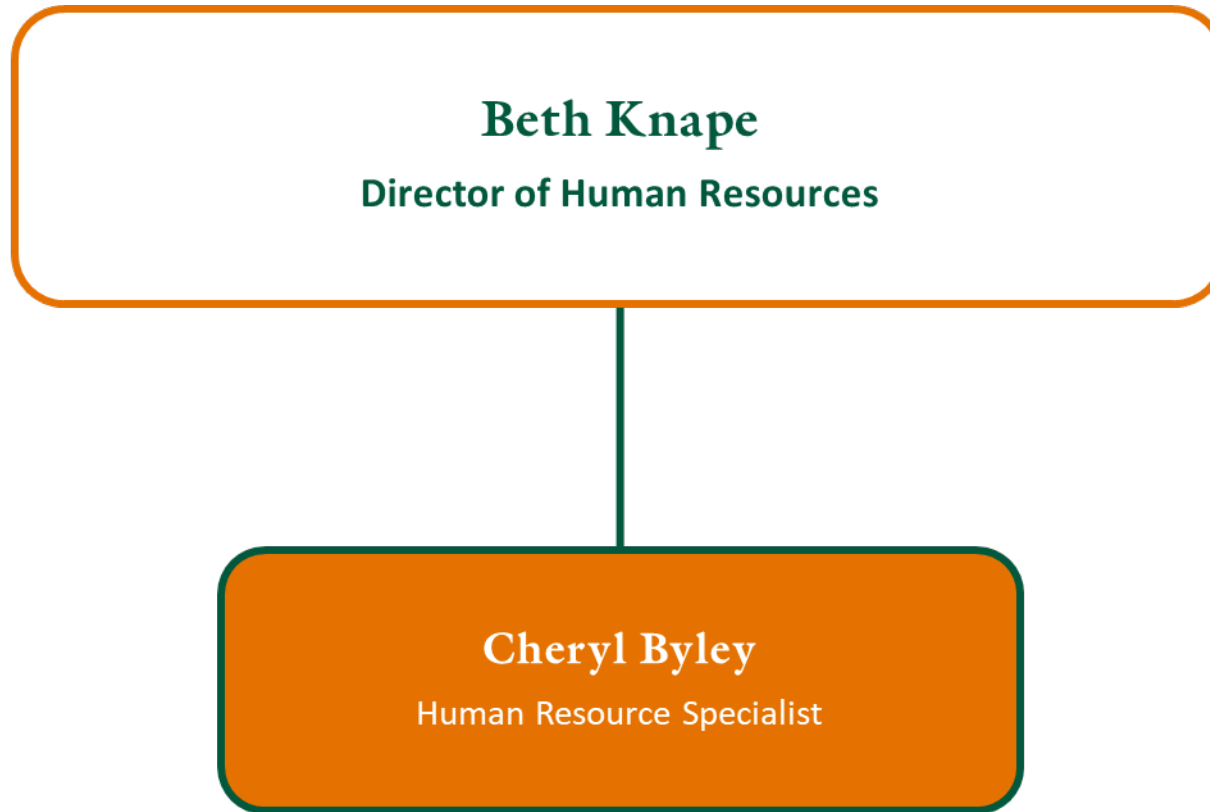 Beth Knape
Director of Human Resources
Cheryl Byley
Human Resource Specialist